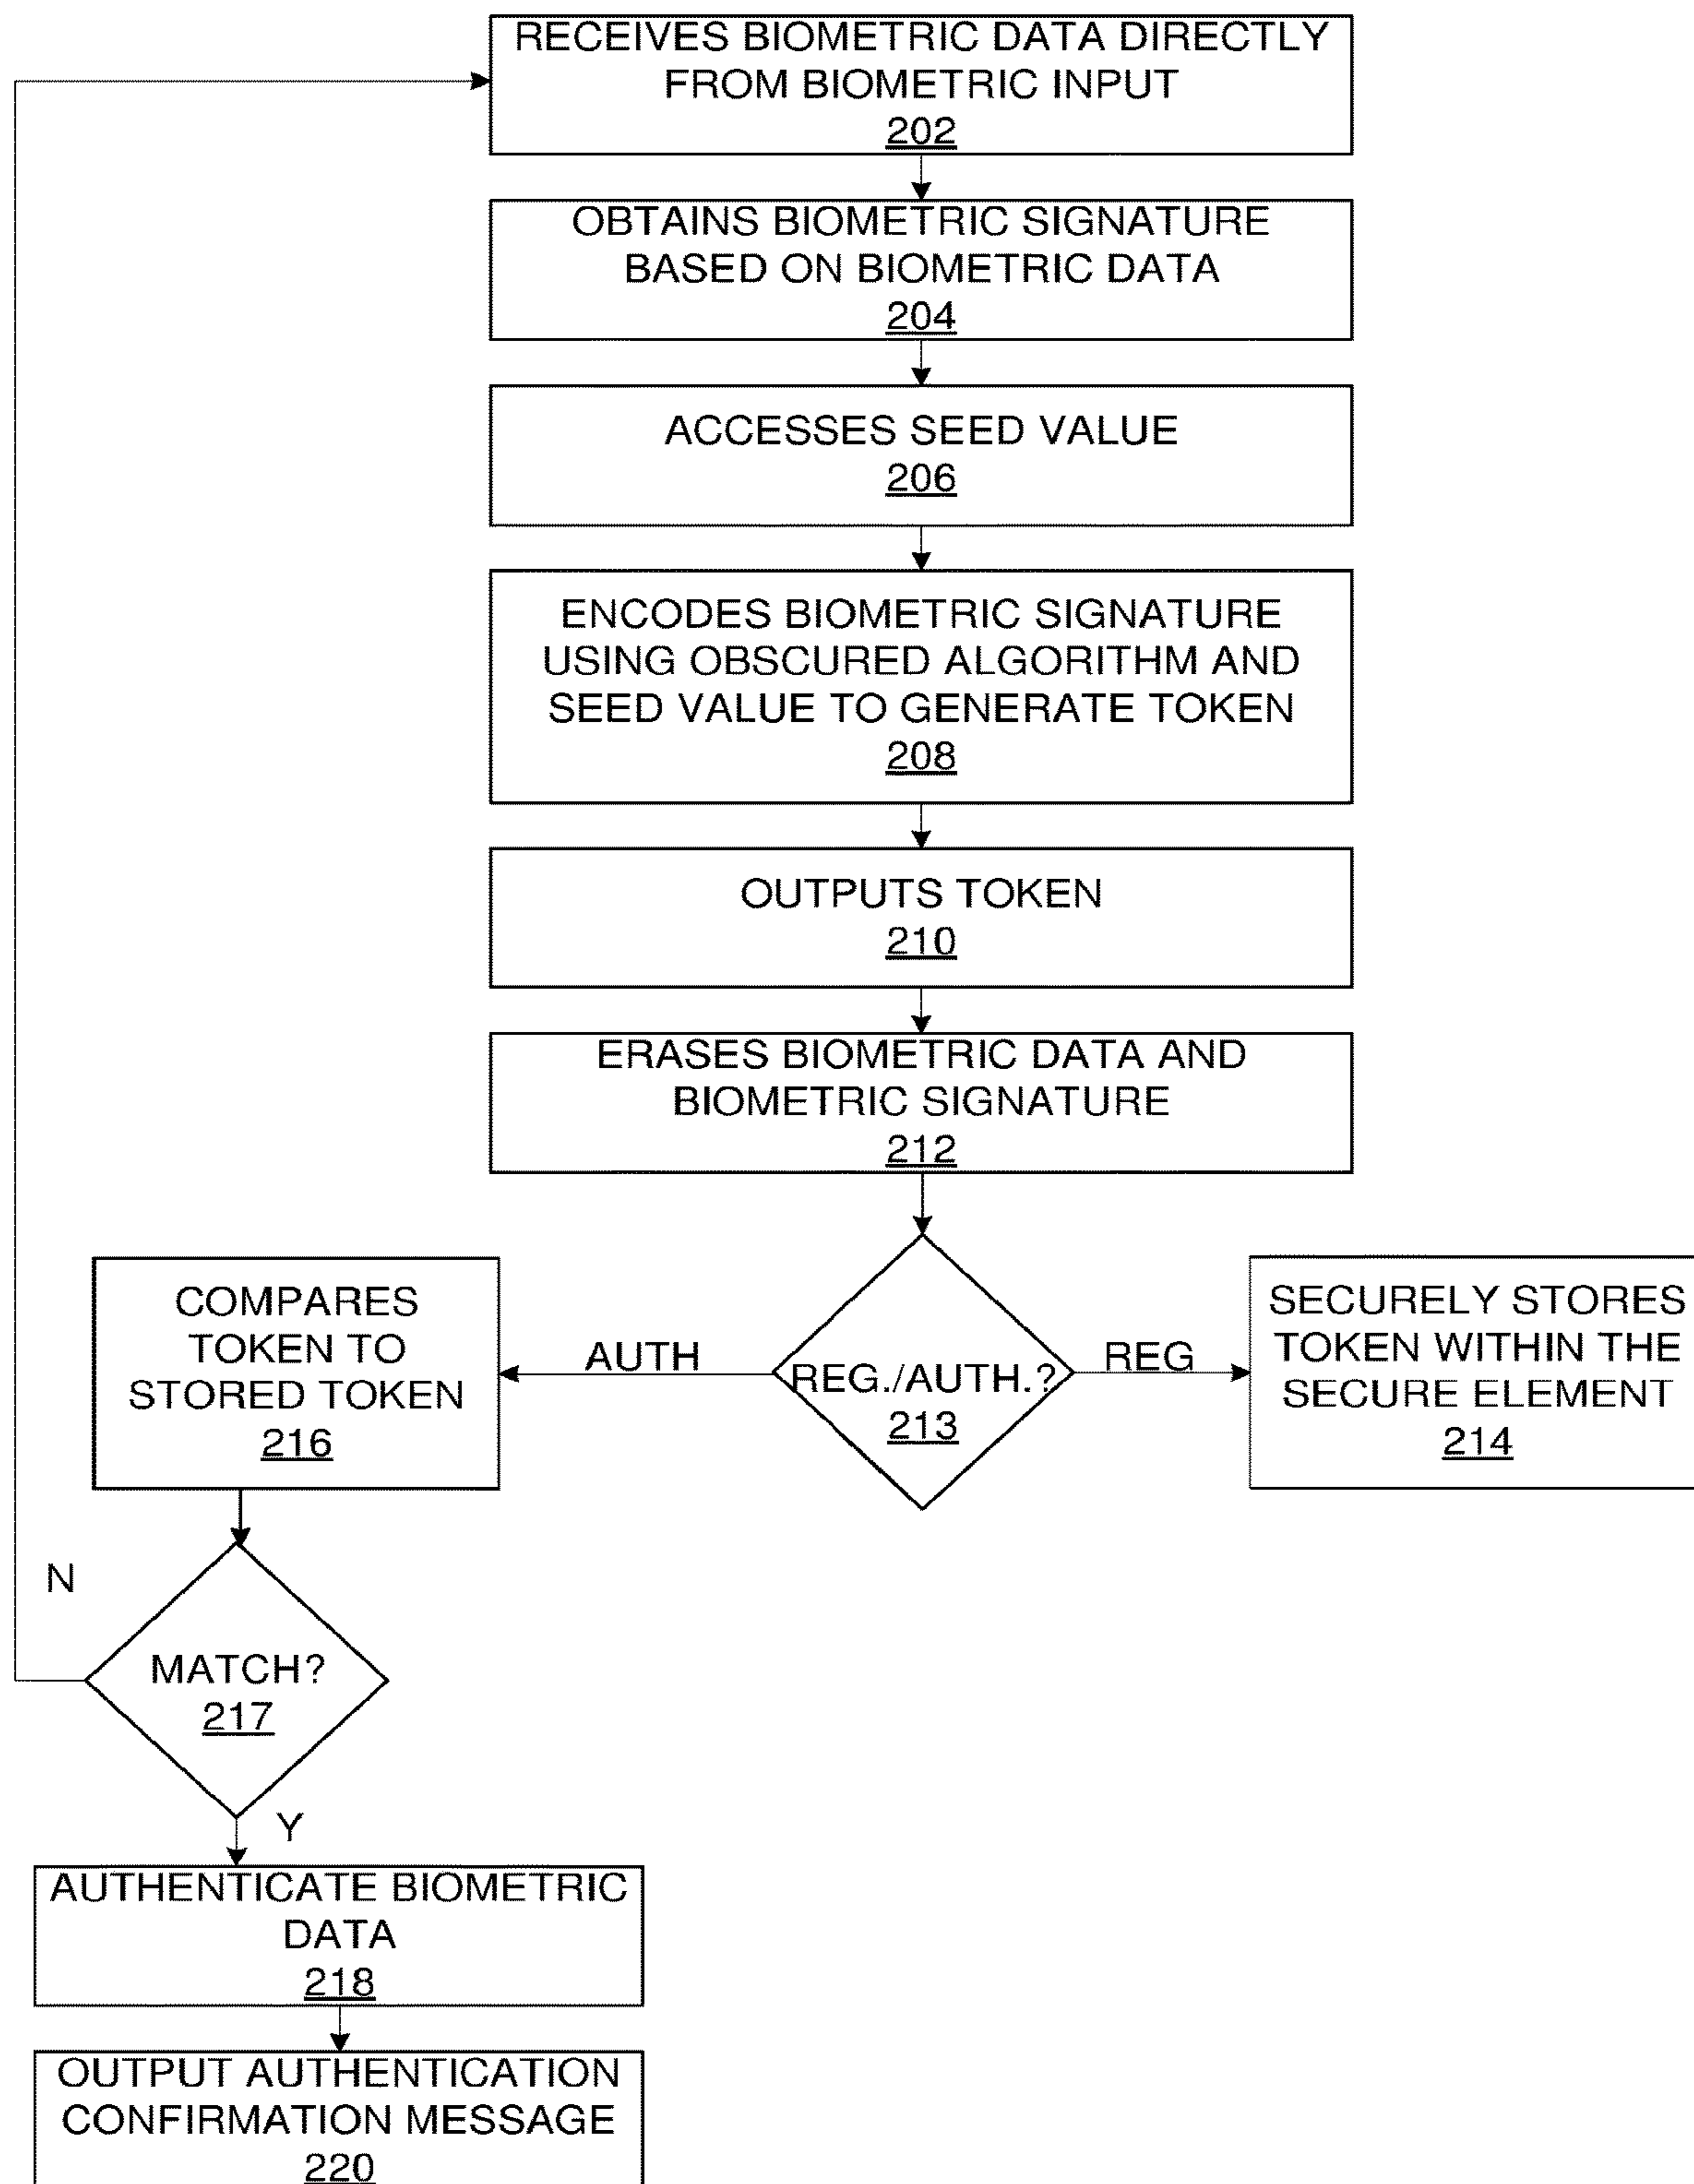 RECEIVES BIOMETRIC DATA DIRECTLY
FROM BIOMETRIC INPUT
202
OBTAINS BIOMETRIC SIGNATURE
BASED ON BIOMETRIC DATA
204
ACCESSES SEED VALUE
206
ENCODES BIOMETRIC SIGNATURE
USING OBSCURED ALGORITHM AND
SEED VALUE TO GENERATE TOKEN
208
OUTPUTS TOKEN
210
ERASES BIOMETRIC DATA AND
BIOMETRIC SIGNATURE
212
REG./AUTH.?
213
AUTH
REG
SECURELY STORES
TOKEN WITHIN THE
SECURE ELEMENT
214
COMPARES
TOKEN TO
STORED TOKEN
216
N
MATCH?
217
Y
AUTHENTICATE BIOMETRIC
DATA
218
OUTPUT AUTHENTICATION
CONFIRMATION MESSAGE
220